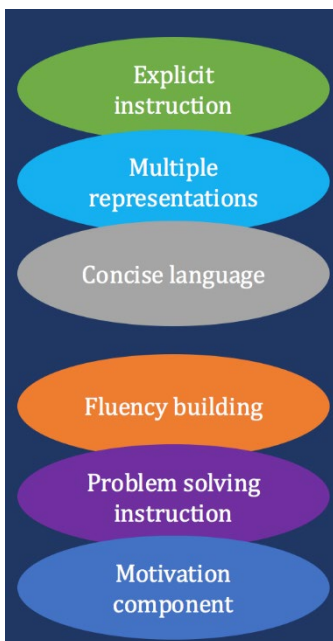 Explicit
instruction
Multiple
representations
Concise language
Fluency building
Problem solving
instruction
Motivation
component